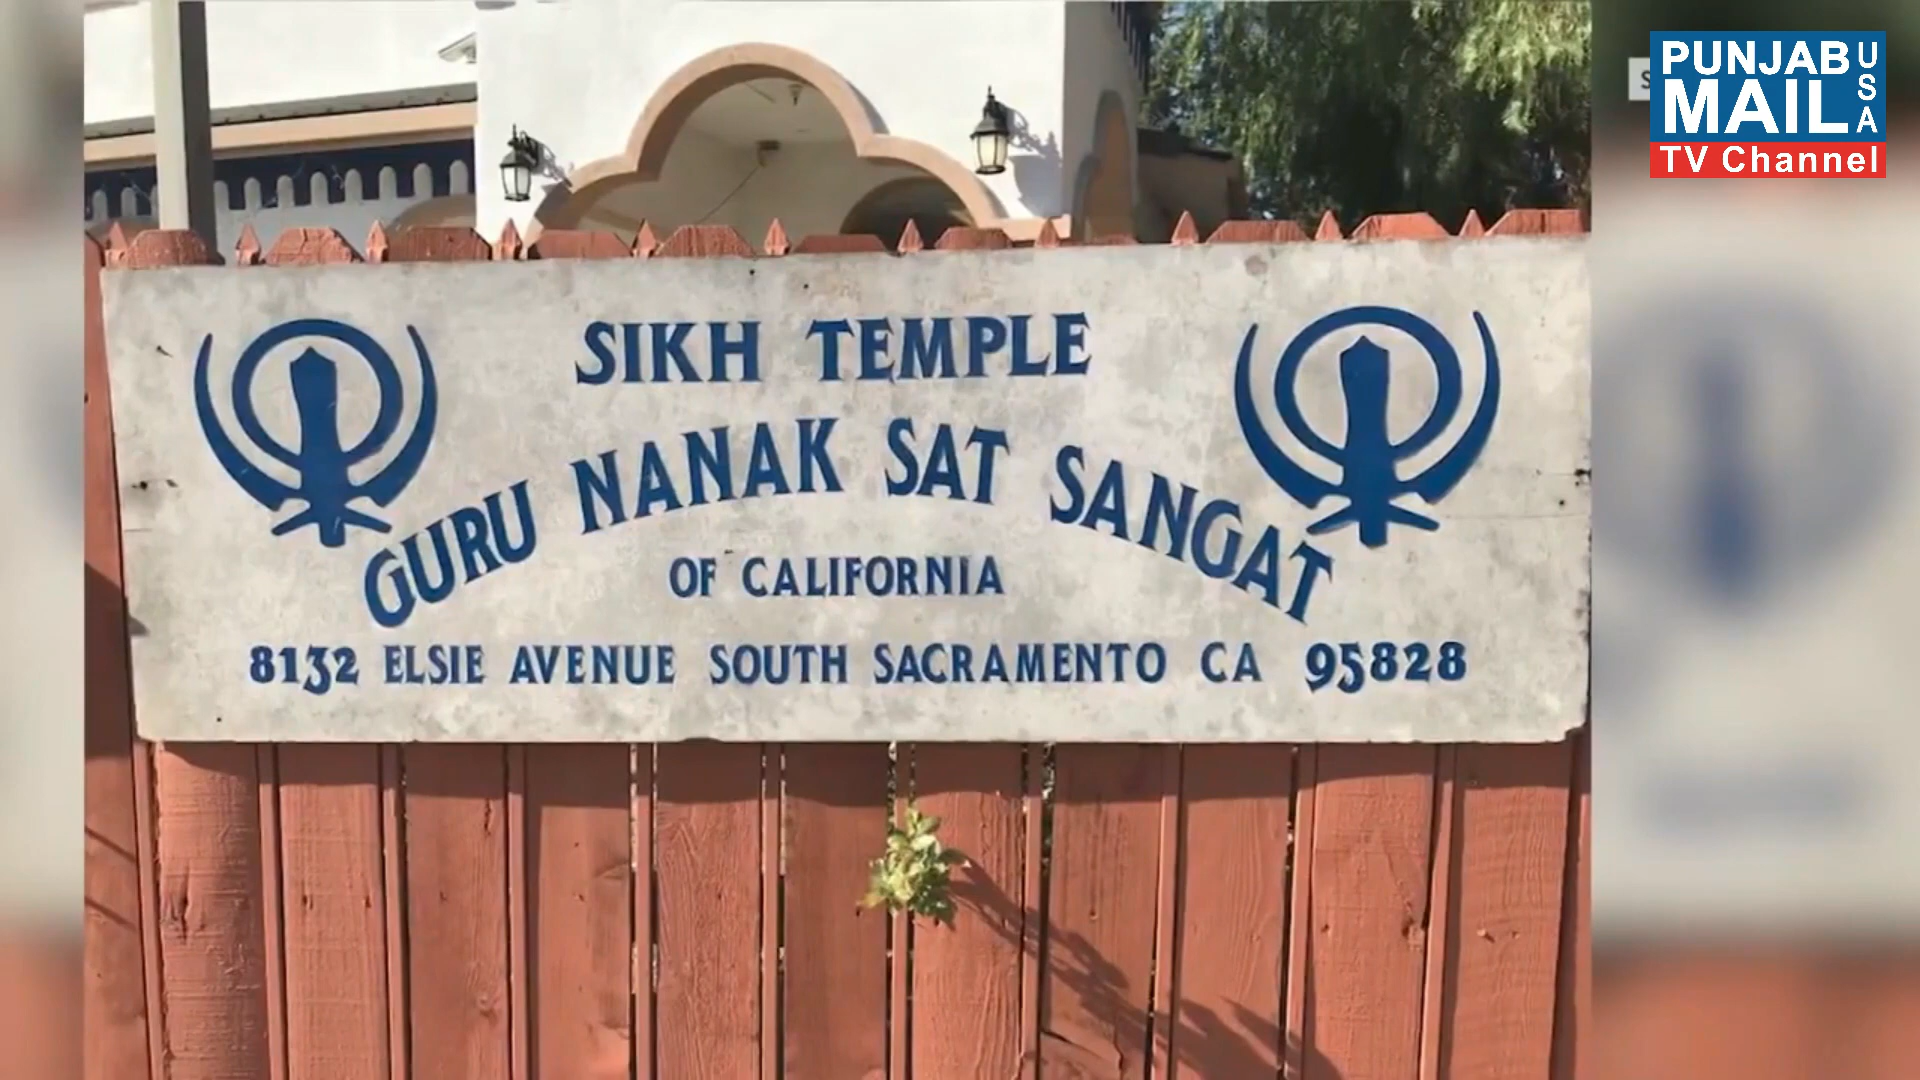 SIKH TEMPLE
GURU NANAK SAT SANGAT
OF CALIFORNIA
8132 ELSIE AVENUE SOUTH SACRAMENTO CA 95828
PUNJAB
MAIL
USA
TV Channel